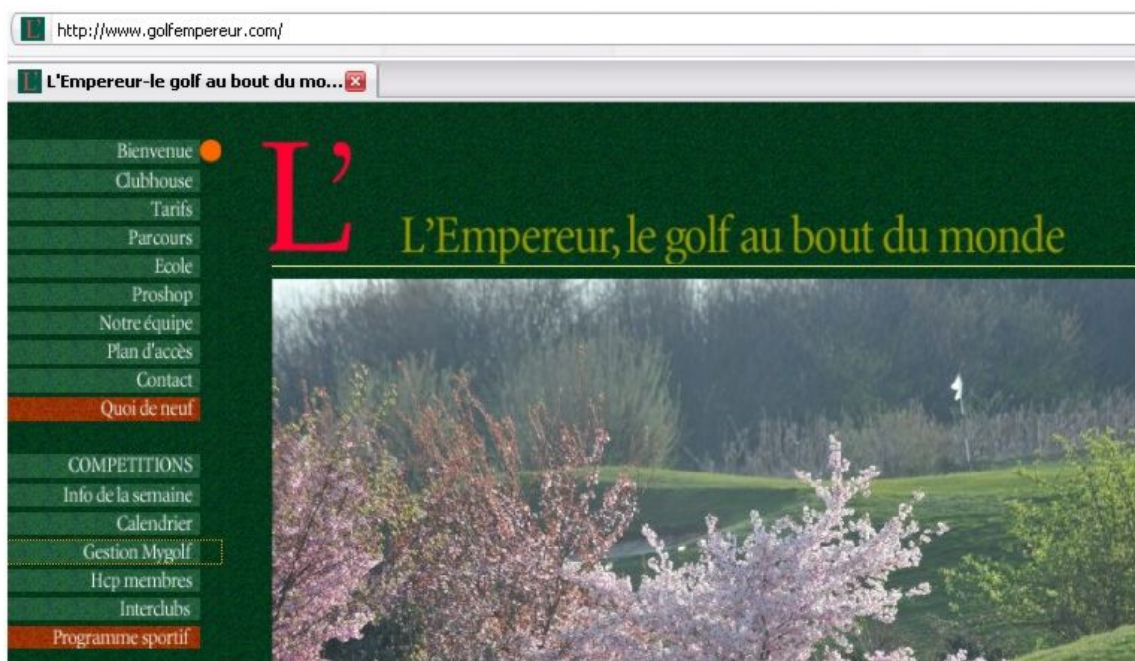 http://www.golfempereur.com/
L'Empereur-le golf au bout du mo...
Bienvenue
Clubhouse
Tarifs
Parcours
Ecole
Proshop
Notre équipe
Plan d'accès
Contact
Quoi de neuf
COMPETITIONS
Info de la semaine
Calendrier
Gestion Mygolf
Hcp membres
Interclubs
Programme sportif
L'
L'Empereur, le golf au bout du monde